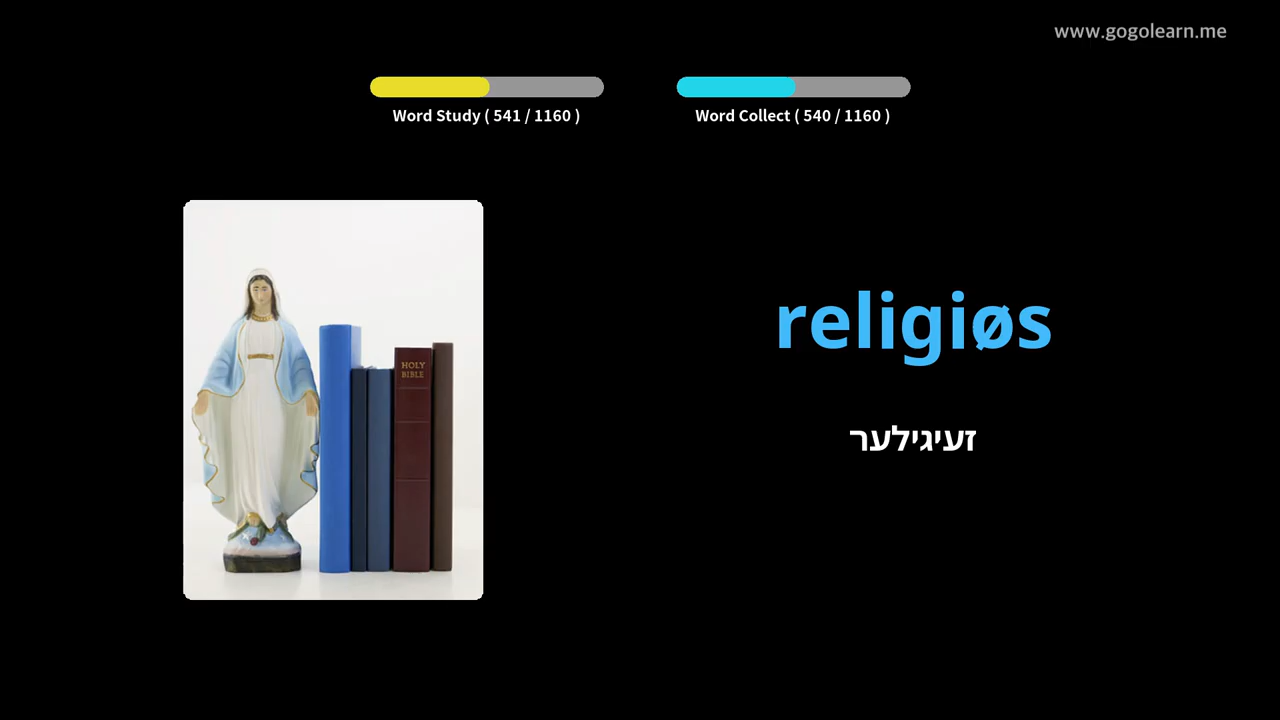 www.gogolearn.me
Word Study ( 541 / 1160 )
Word Collect ( 540 / 1160 )
HOLY
BIBLE
religiøs
זעיגילער